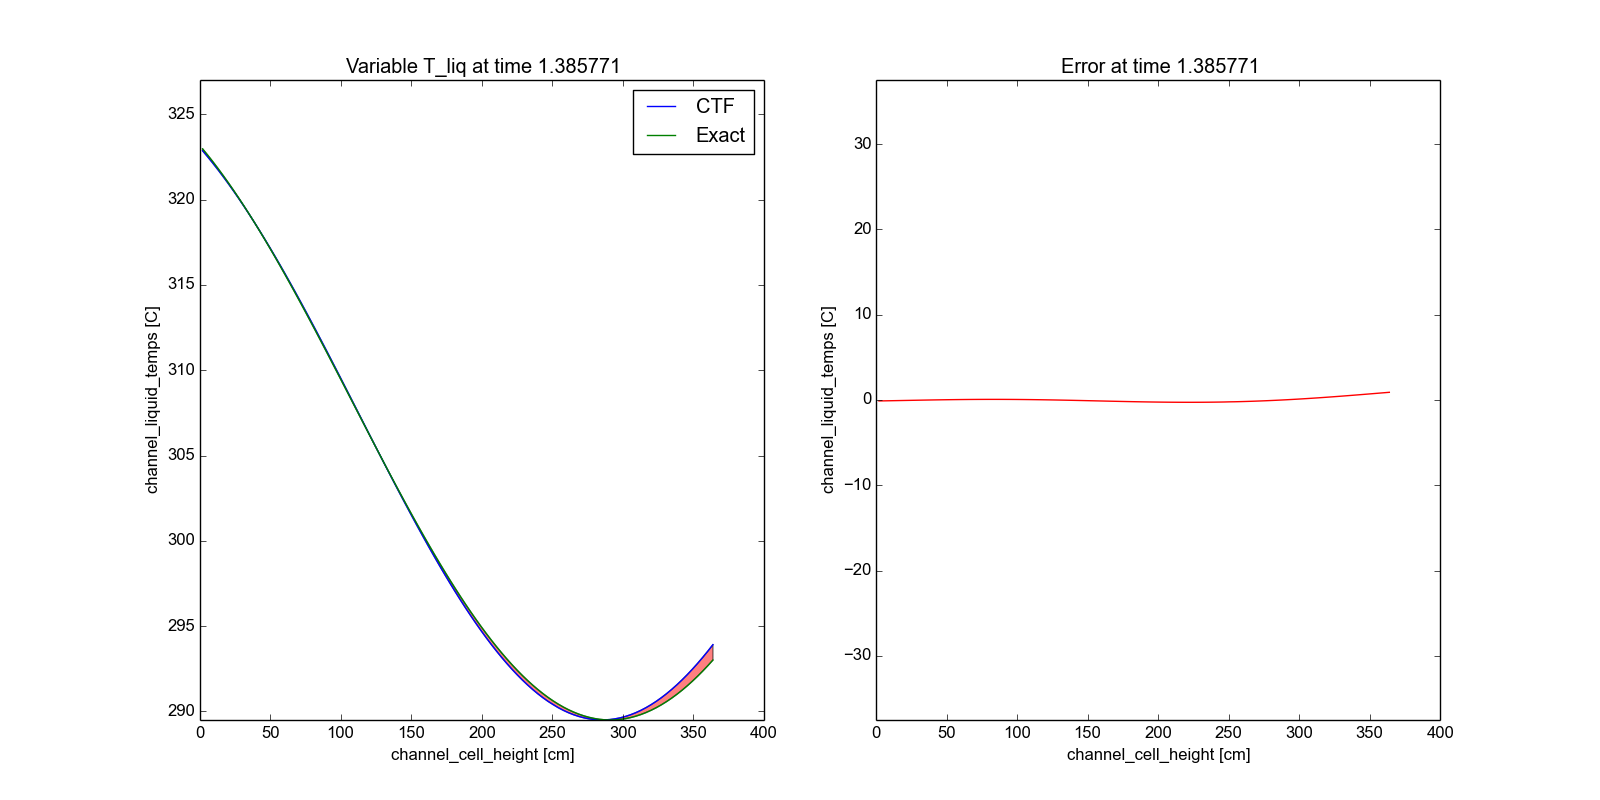 Variable T_liq at time 1.385771
CTF
Exact
325
320
315
310
305
300
295
290
0 50 100 150 200 250 300 350 400
channel_liquid_temps [C]
channel_cell_height [cm]
Error at time 1.385771
30
20
10
0
−10
−20
−30
0 50 100 150 200 250 300 350 400
channel_liquid_temps [C]
channel_cell_height [cm]